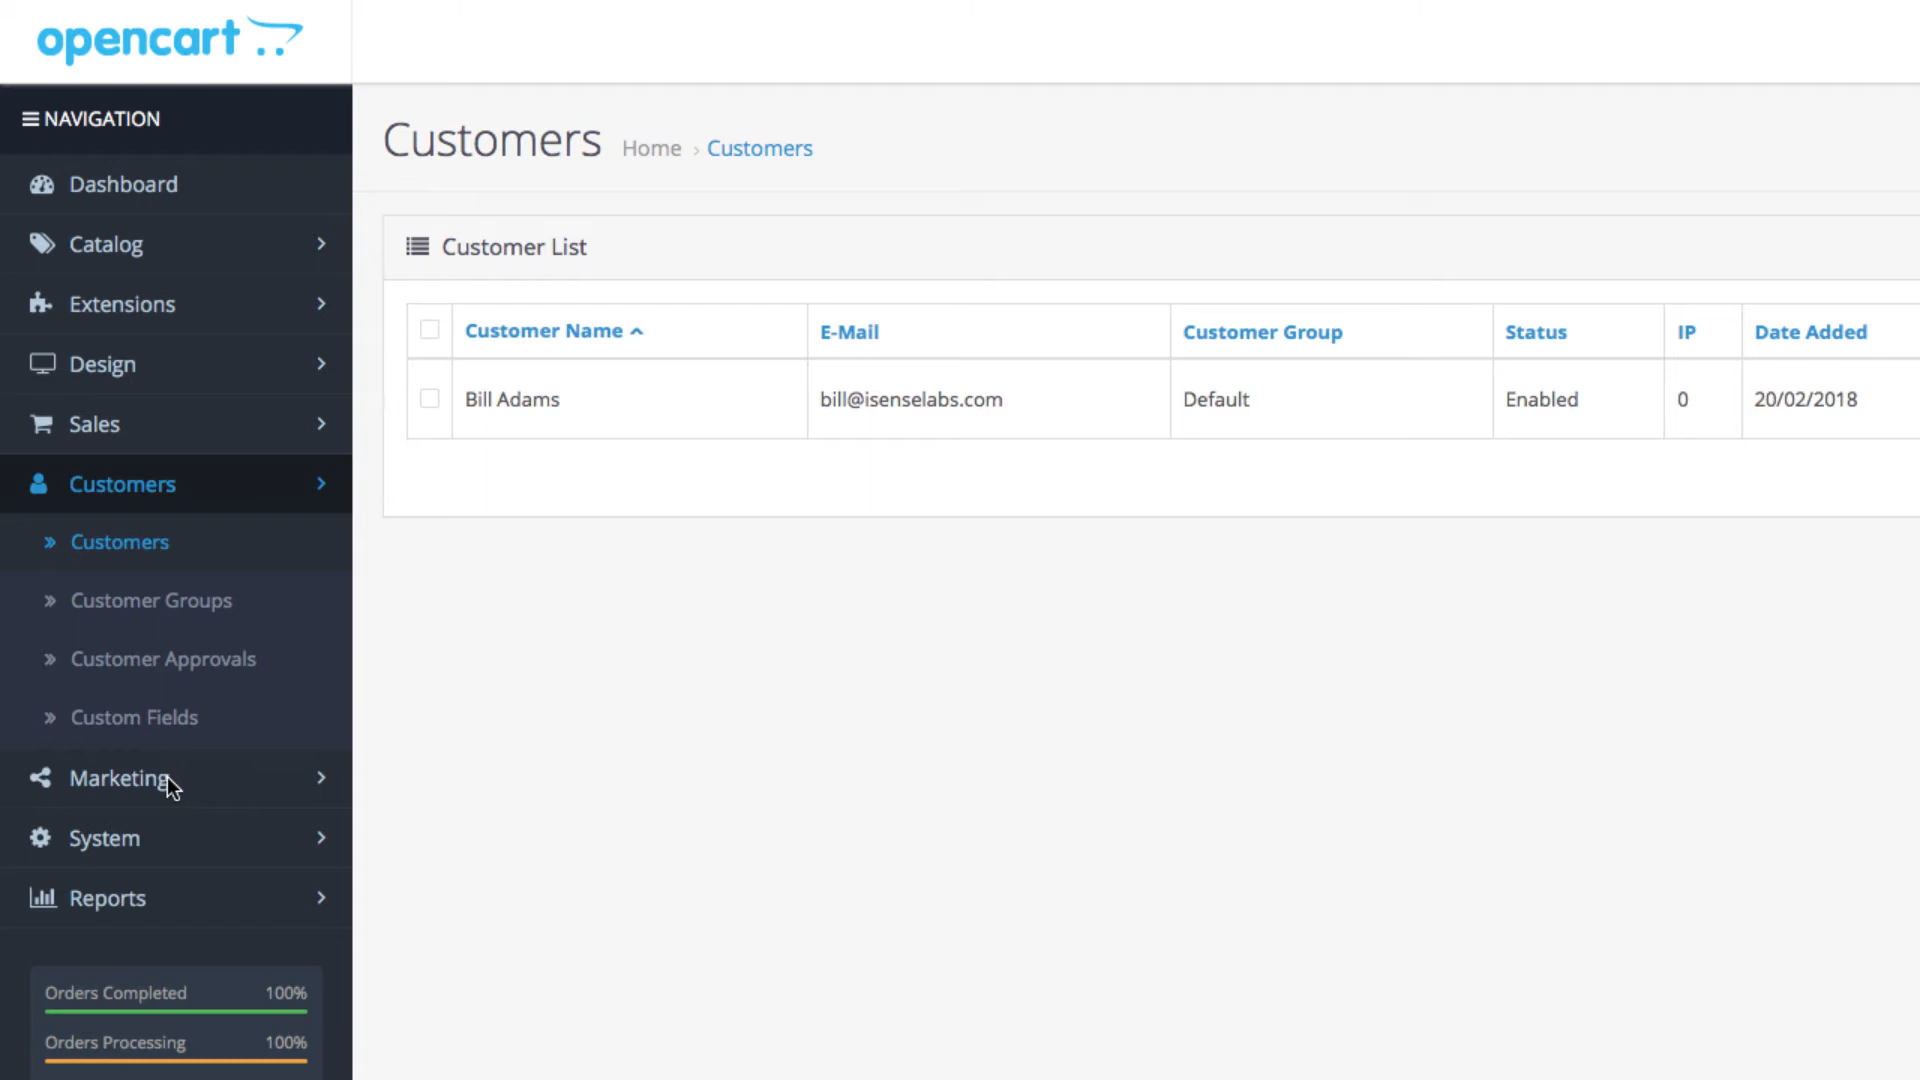 opencart
NAVIGATION
Dashboard
Catalog
Extensions
Design
Sales
Customers
Customers
Customer Groups
Customer Approvals
Custom Fields
Marketing
System
Reports
Orders Completed 100%
Orders Processing 100%
Customers Home › Customers
Customer List
Customer Name E-Mail Customer Group Status IP Date Added
Bill Adams bill@isenselabs.com Default Enabled 0 20/02/2018